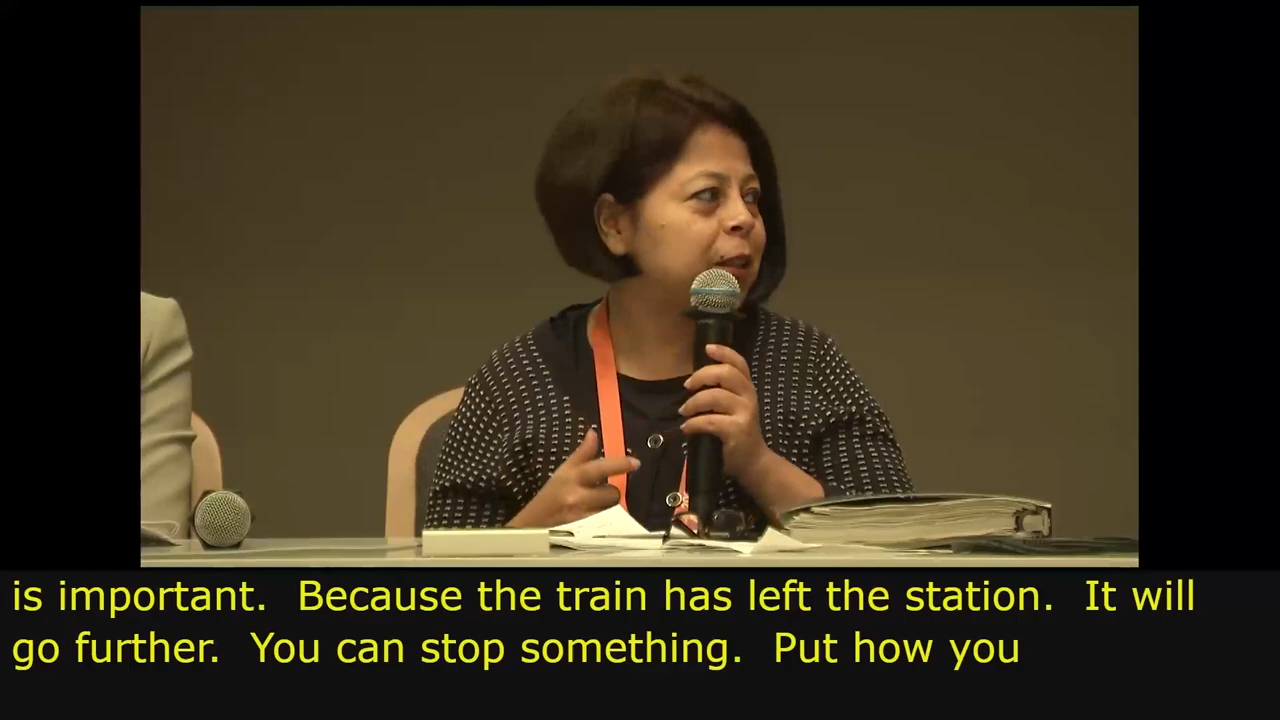 is important.  Because the train has left the station.  It will
go further.  You can stop something.  Put how you